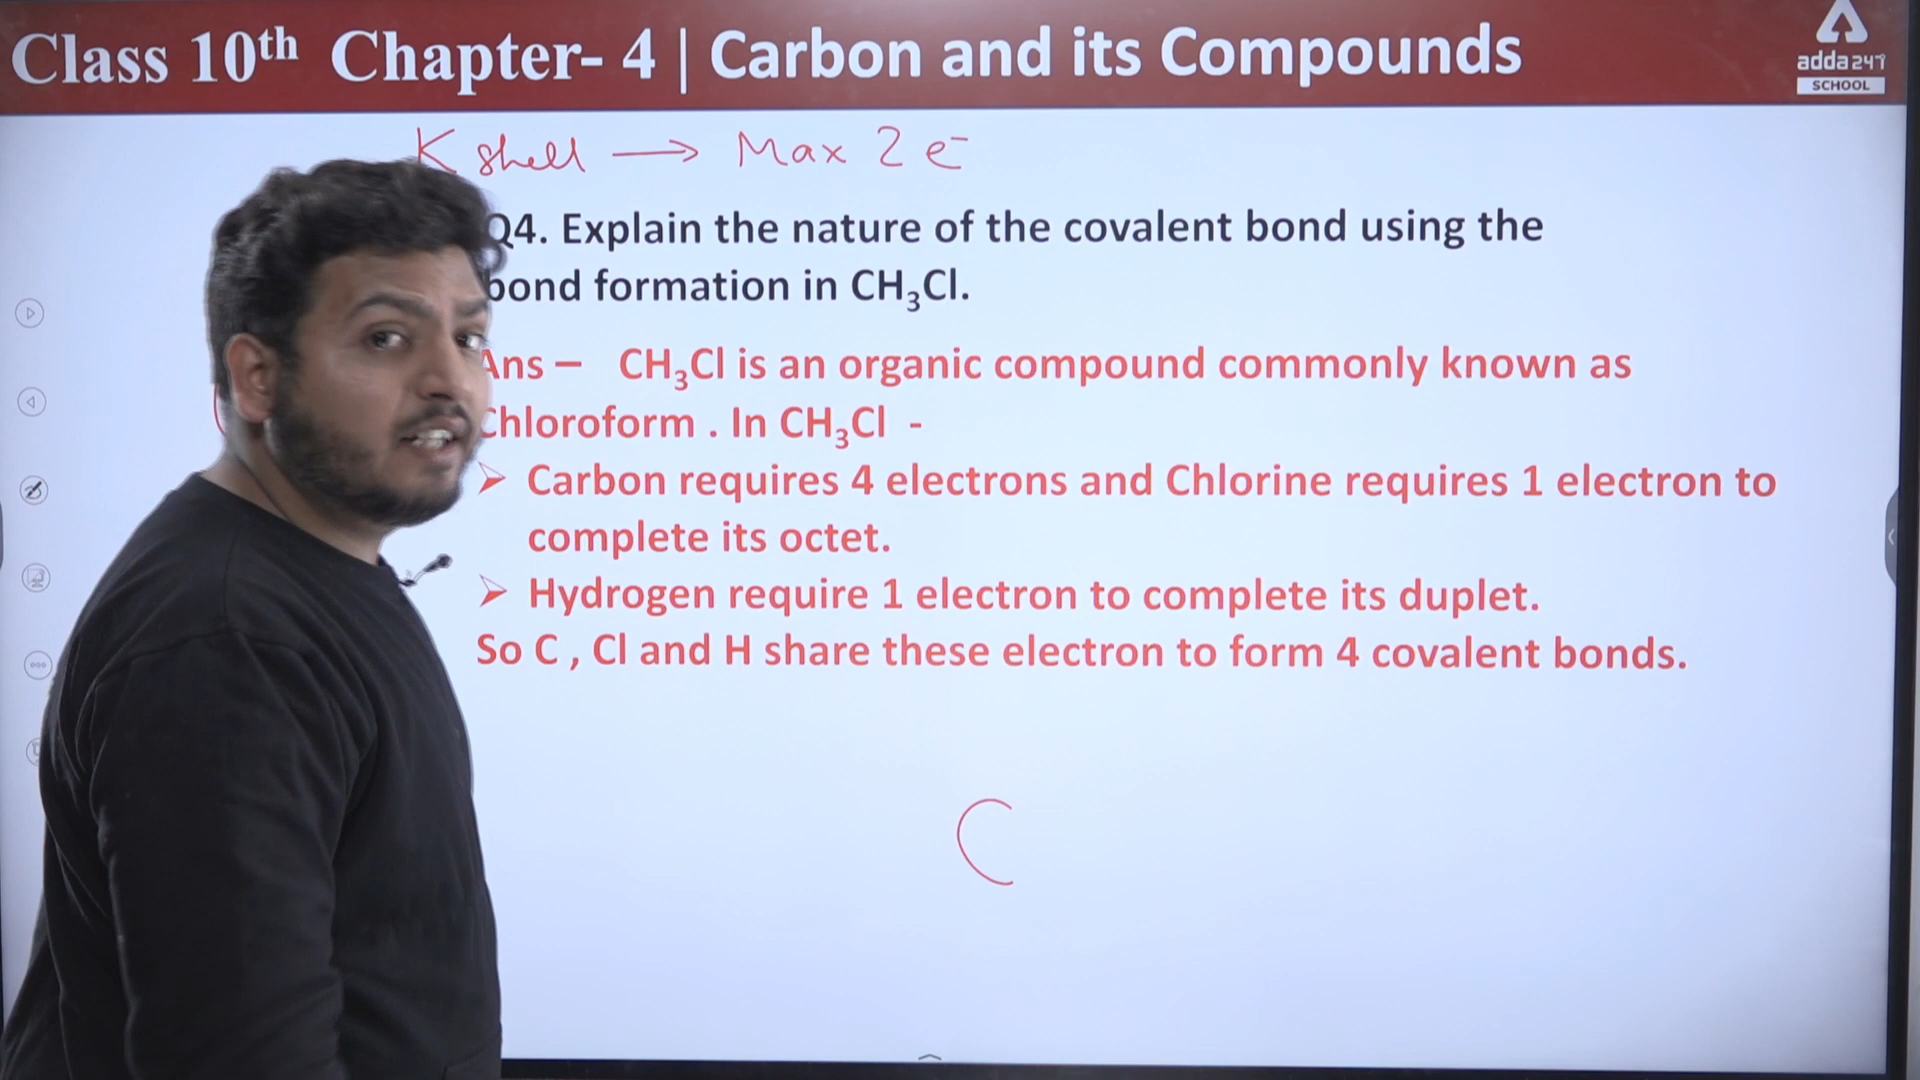 Class 10th Chapter- 4 | Carbon and its Compounds
adda247
SCHOOL
K shell → Max 2 e⁻
Q4. Explain the nature of the covalent bond using the
bond formation in CH₃Cl.
Ans – CH₃Cl is an organic compound commonly known as
Chloroform . In CH₃Cl -
➢ Carbon requires 4 electrons and Chlorine requires 1 electron to
complete its octet.
➢ Hydrogen require 1 electron to complete its duplet.
So C , Cl and H share these electron to form 4 covalent bonds.
C